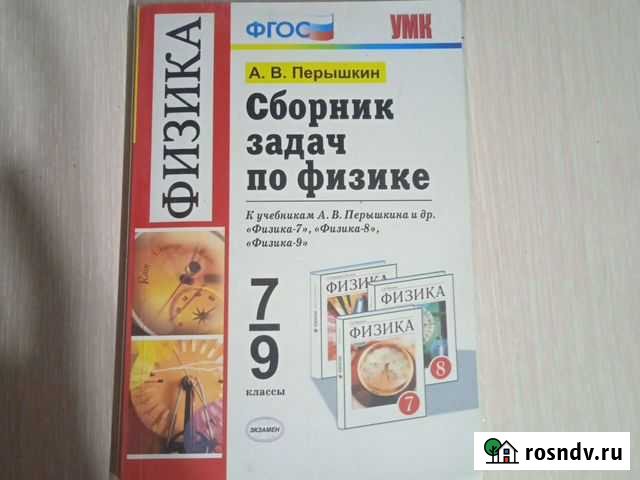 ФИЗИКА
ФГОС
УМК
А. В. Перышкин
Сборник
задач
по физике
К учебникам А. В. Перышкина и др.
«Физика-7», «Физика-8»,
«Физика-9»
7
9
классы
ЭКЗАМЕН
ФИЗИКА
ФИЗИКА
8
ФИЗИКА
7
rosndv.ru